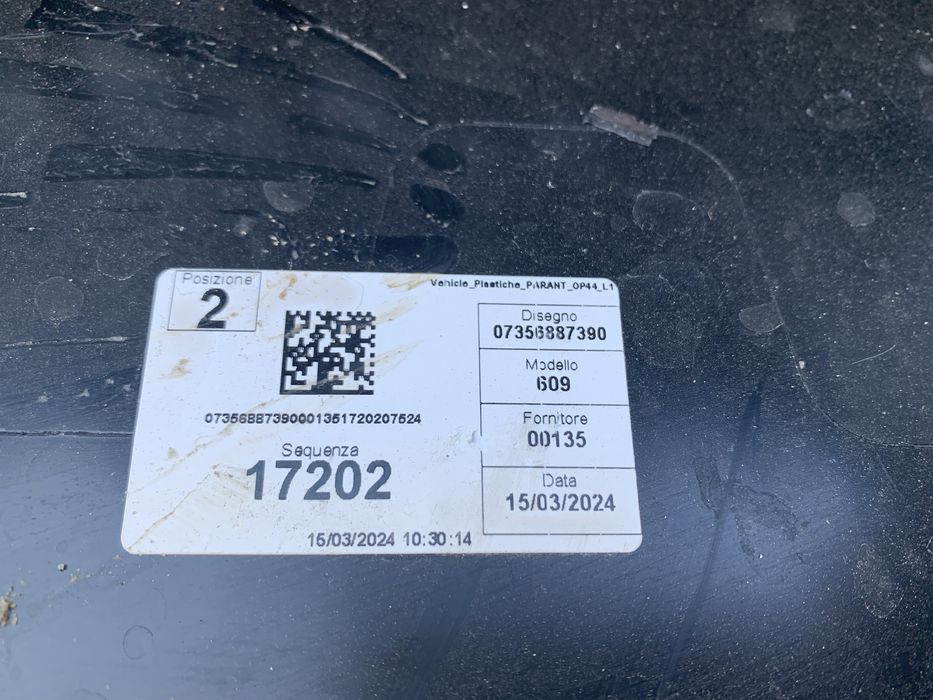 Posizione
2
Vehicle_Plastiche_PARANT_OP44_L1
Disegno
07356887390
Modello
609
07356887390001351720207524
Fornitore
00135
Sequenza
17202
Data
15/03/2024
15/03/2024 10:30:14